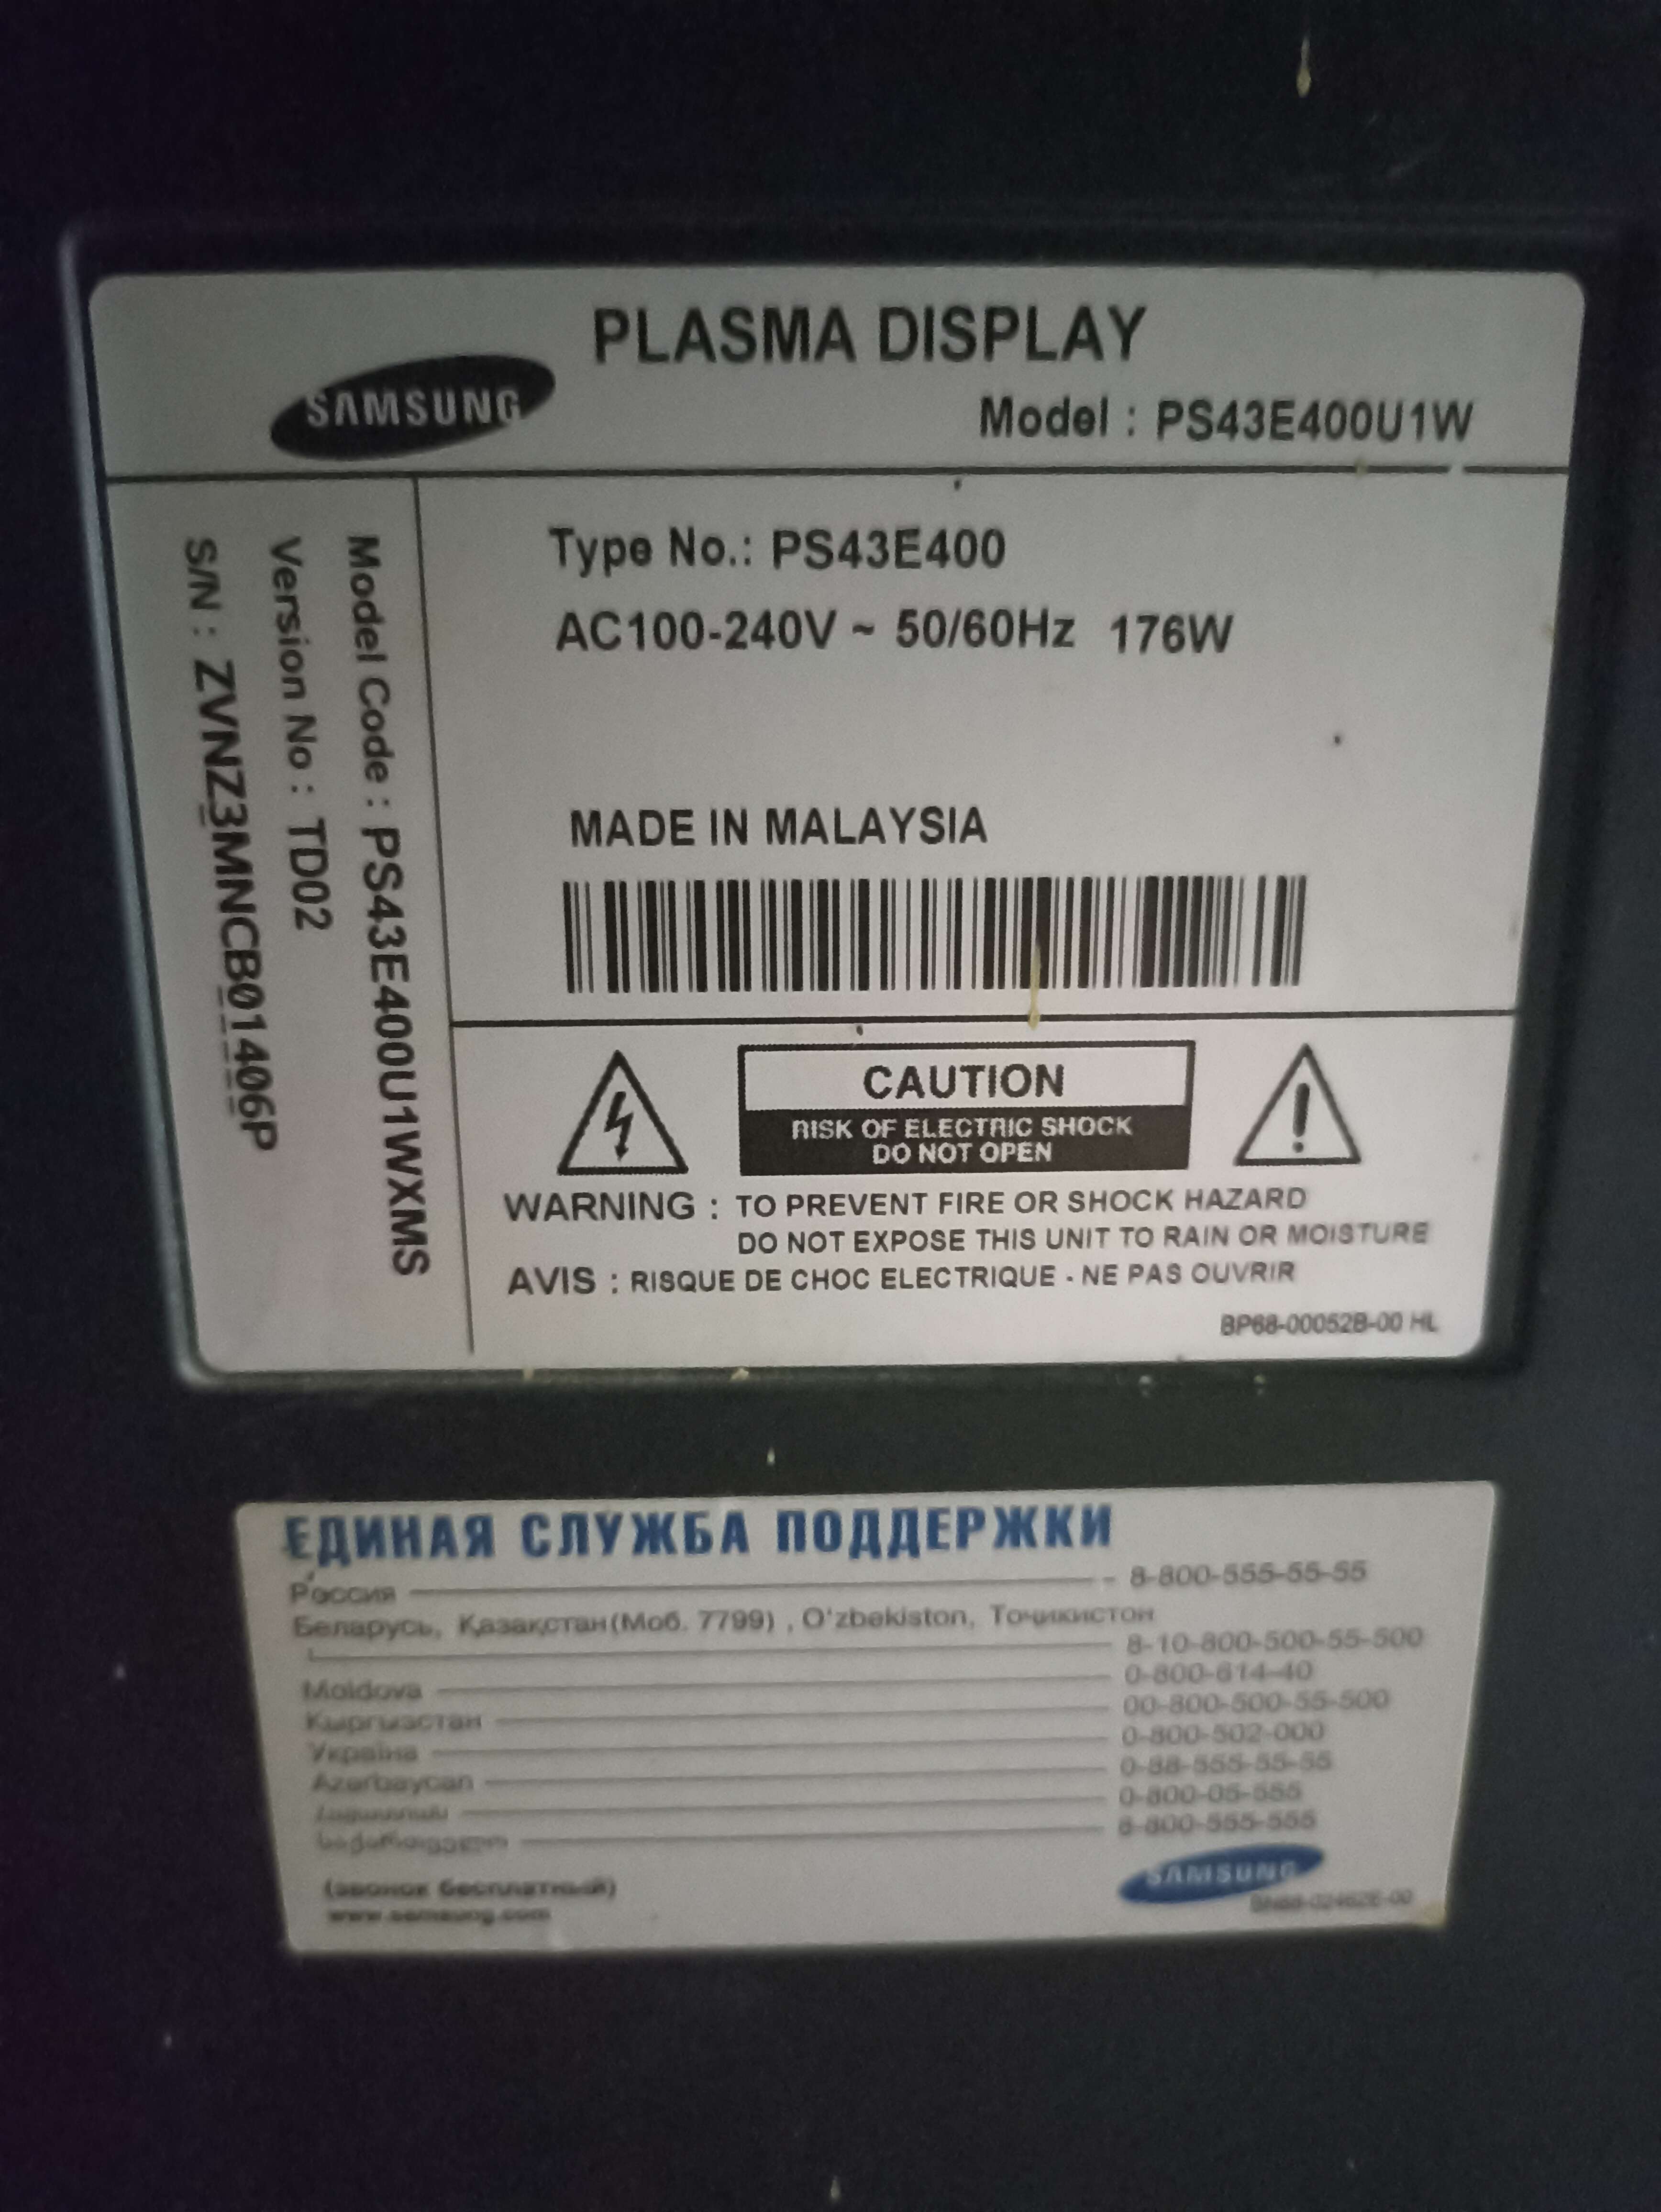 PLASMA DISPLAY
SAMSUNG
Model : PS43E400U1W
Type No.: PS43E400
AC100-240V ~ 50/60Hz 176W
MADE IN MALAYSIA
Model Code : PS43E400U1WXMS
Version No : TD02
S/N : ZVNZ3MNCB01406P
CAUTION
RISK OF ELECTRIC SHOCK
DO NOT OPEN
WARNING : TO PREVENT FIRE OR SHOCK HAZARD
DO NOT EXPOSE THIS UNIT TO RAIN OR MOISTURE
AVIS : RISQUE DE CHOC ELECTRIQUE - NE PAS OUVRIR
BP68-00052B-00 HL
ЕДИНАЯ СЛУЖБА ПОДДЕРЖКИ
Россия 8-800-555-55-55
Беларусь, Қазақстан(Моб. 7799) , O'zbekiston, Тоҷикистон
8-10-800-500-55-500
Moldova 0-800-614-40
Кыргызстан 00-800-500-55-500
Україна 0-800-502-000
Azərbaycan 0-88-555-55-55
0-800-05-555
8-800-555-555
(звонок бесплатный)
www.samsung.com
SAMSUNG